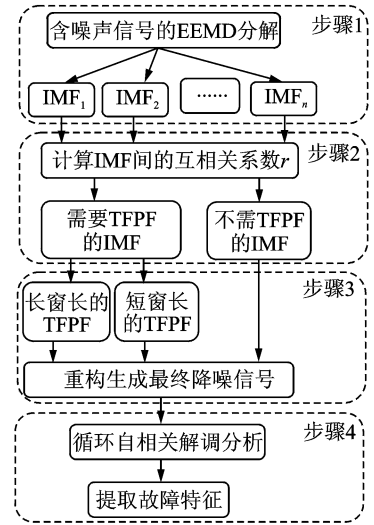 步骤1
含噪声信号的EEMD分解
IMF1 IMF2 …… IMFn
步骤2
计算IMF间的互相关系数r
需要TFPF
的IMF
不需TFPF
的IMF
步骤3
长窗长的
TFPF
短窗长
的TFPF
重构生成最终降噪信号
步骤4
循环自相关解调分析
提取故障特征